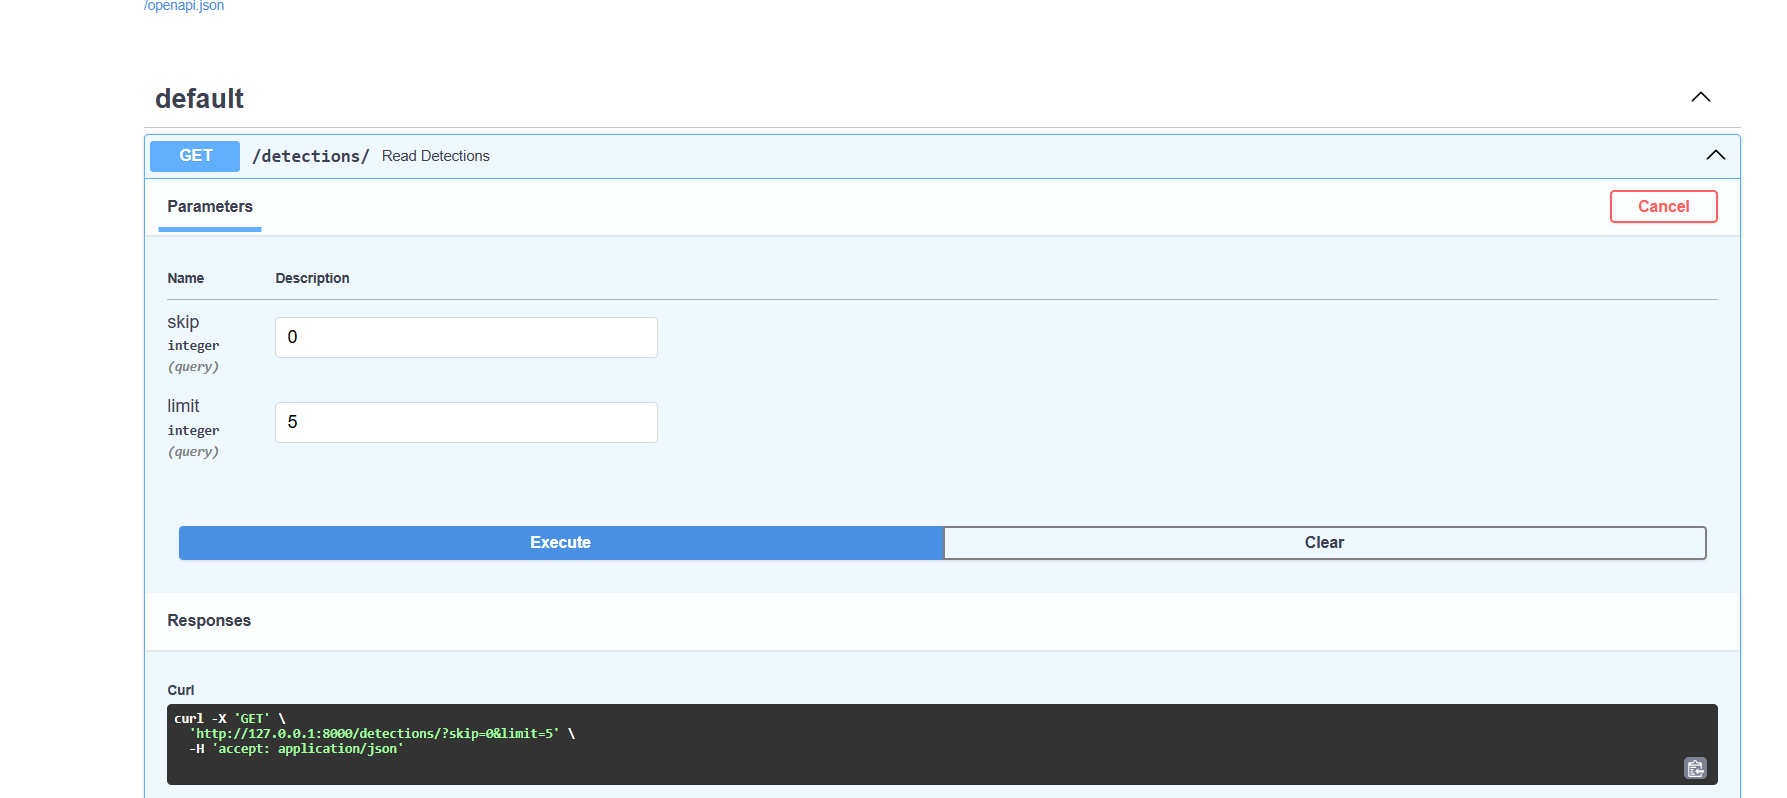 /openapi.json
default
GET /detections/ Read Detections
Parameters
Cancel
Name Description
skip
integer
(query)
0
limit
integer
(query)
5
Execute
Clear
Responses
Curl
curl -X 'GET' \
'http://127.0.0.1:8000/detections/?skip=0&limit=5' \
-H 'accept: application/json'